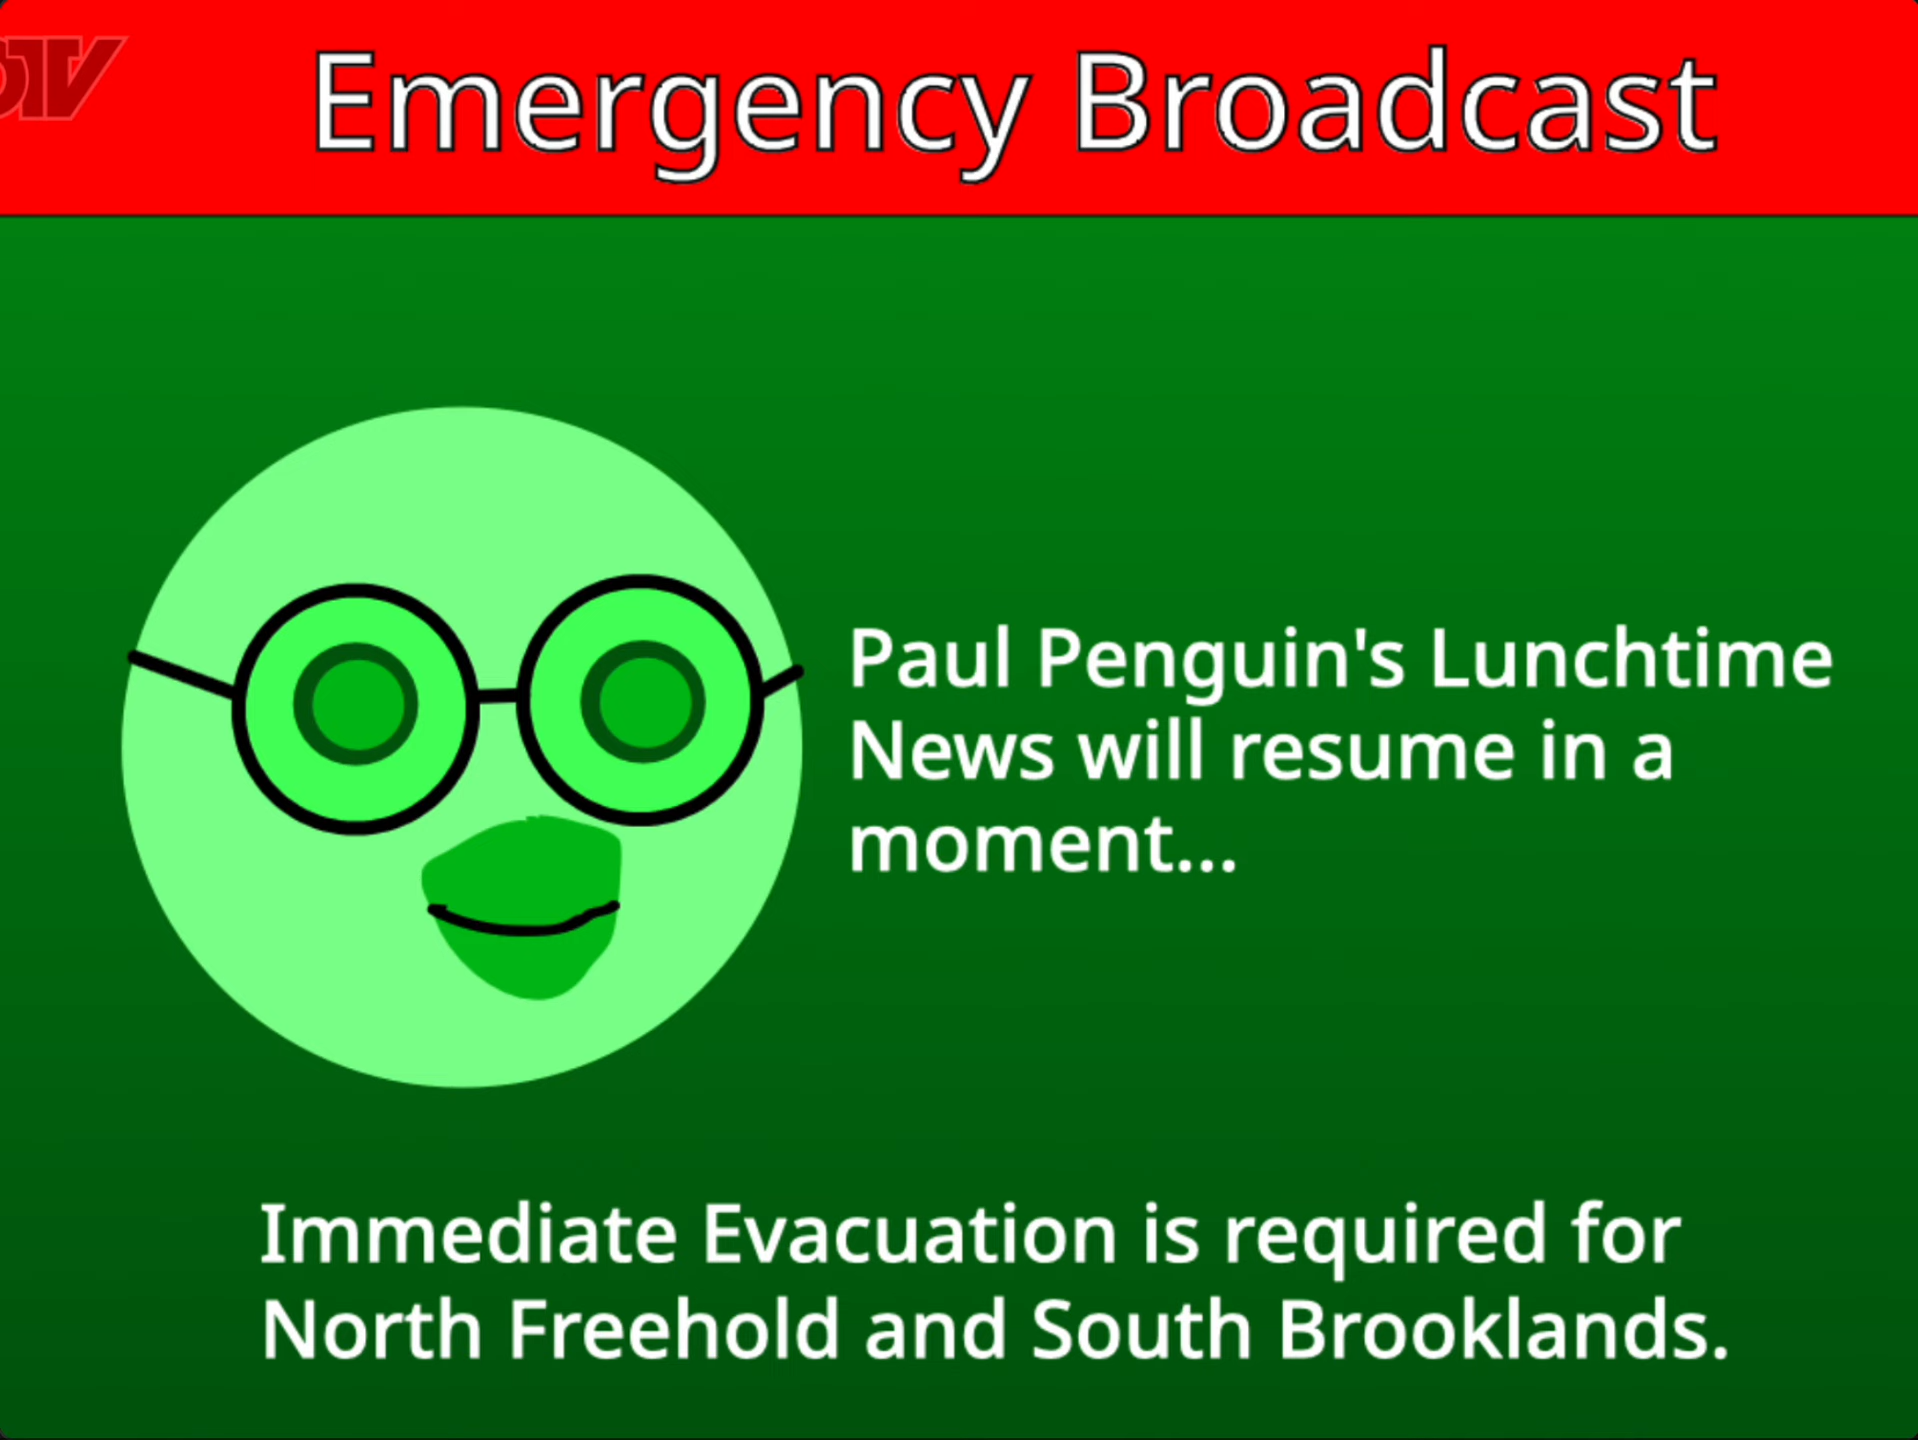 Emergency Broadcast
Paul Penguin's Lunchtime
News will resume in a
moment...
Immediate Evacuation is required for
North Freehold and South Brooklands.